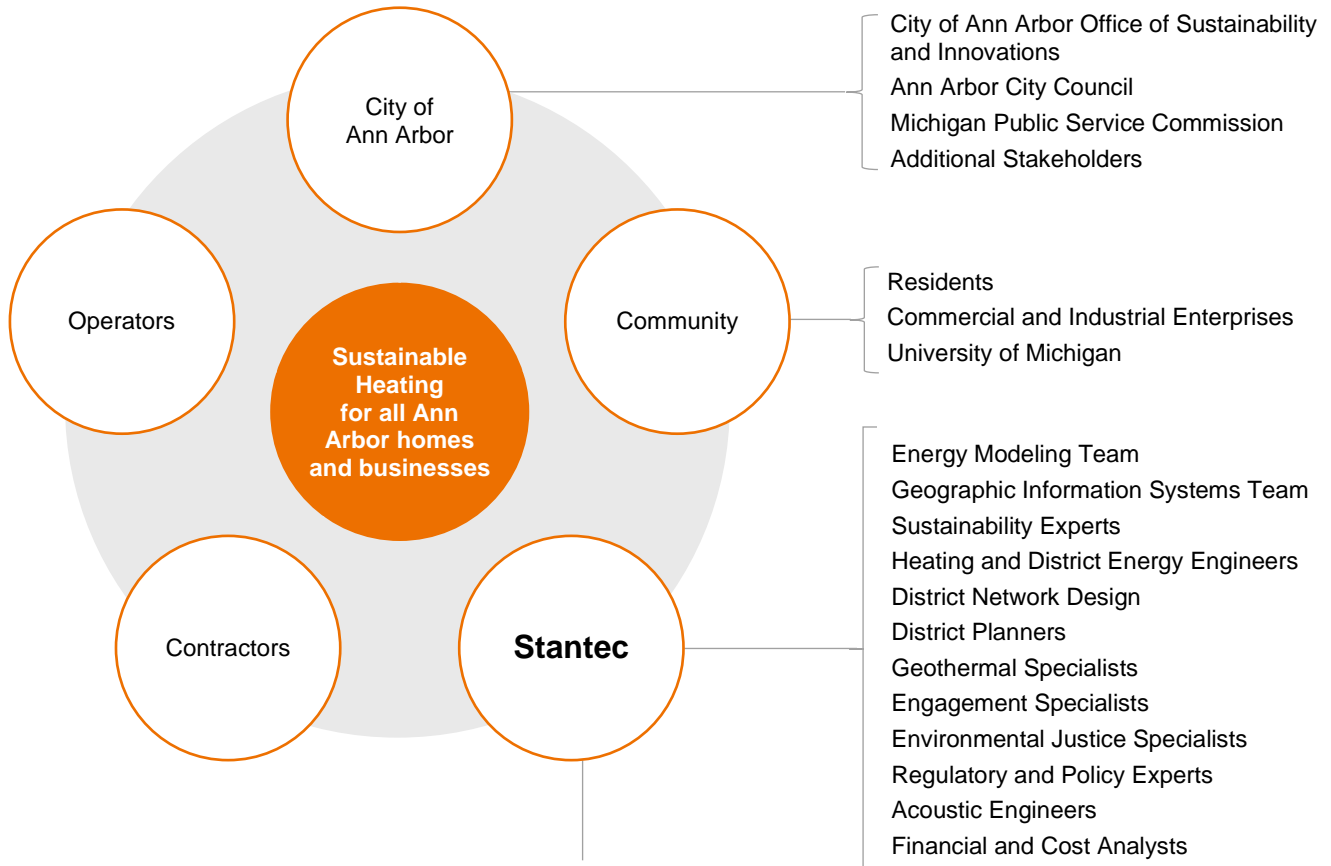 City of
Ann Arbor
City of Ann Arbor Office of Sustainability
and Innovations
Ann Arbor City Council
Michigan Public Service Commission
Additional Stakeholders
Operators
Community
Residents
Commercial and Industrial Enterprises
University of Michigan
Sustainable
Heating
for all Ann
Arbor homes
and businesses
Contractors
Stantec
Energy Modeling Team
Geographic Information Systems Team
Sustainability Experts
Heating and District Energy Engineers
District Network Design
District Planners
Geothermal Specialists
Engagement Specialists
Environmental Justice Specialists
Regulatory and Policy Experts
Acoustic Engineers
Financial and Cost Analysts